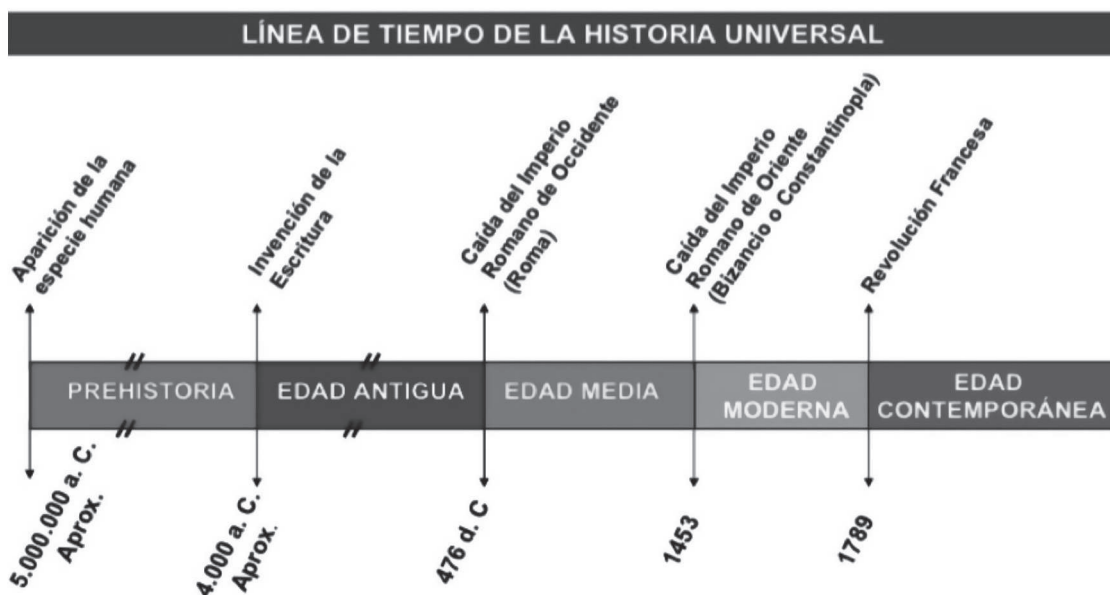 LÍNEA DE TIEMPO DE LA HISTORIA UNIVERSAL
Aparición de la
especie humana
Invención de la
Escritura
Caída del Imperio
Romano de Occidente
(Roma)
Caída del Imperio
Romano de Oriente
(Bizancio o Constantinopla)
Revolución Francesa
PREHISTORIA
EDAD ANTIGUA
EDAD MEDIA
EDAD
MODERNA
EDAD
CONTEMPORÁNEA
5.000.000 a. C.
Aprox.
4.000 a. C.
Aprox.
476 d. C
1453
1789